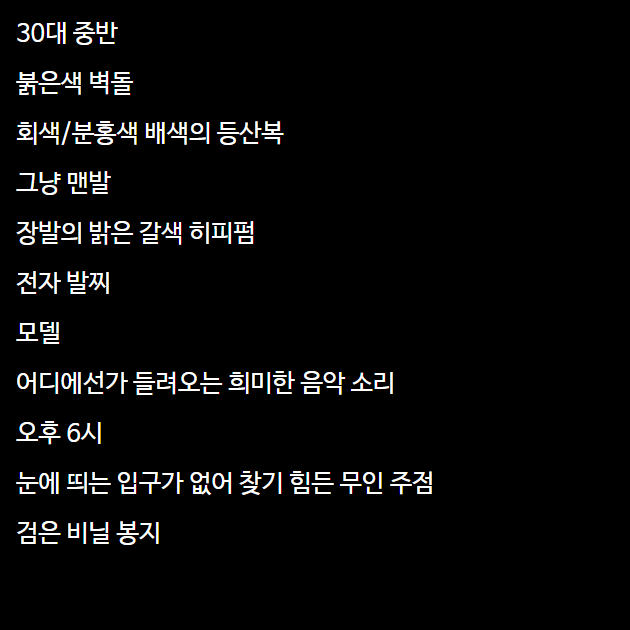 30대 중반
붉은색 벽돌
회색/분홍색 배색의 등산복
그냥 맨발
장발의 밝은 갈색 히피펌
전자 발찌
모델
어디에선가 들려오는 희미한 음악 소리
오후 6시
눈에 띄는 입구가 없어 찾기 힘든 무인 주점
검은 비닐 봉지